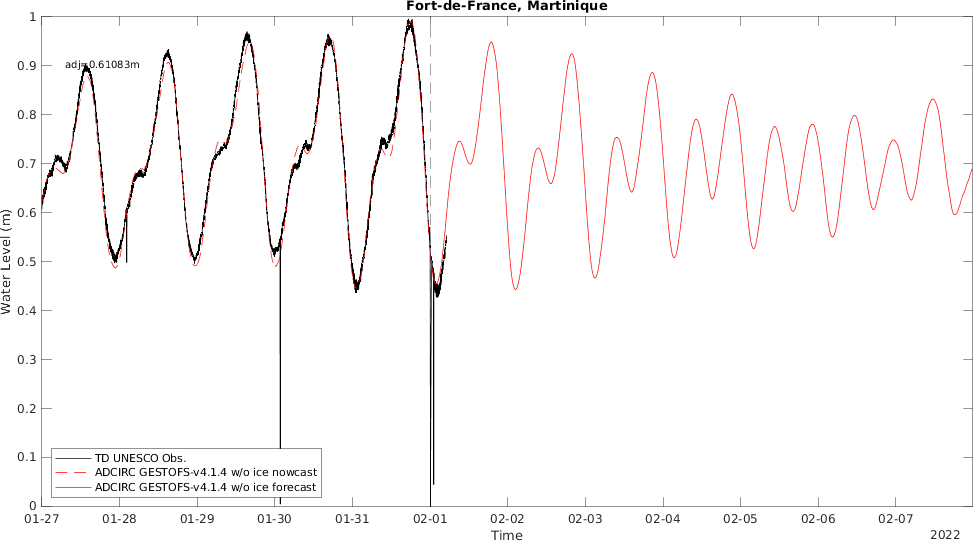 Fort-de-France, Martinique
1
0.9
adj=0.61083m
0.8
0.7
0.6
0.5
0.4
0.3
0.2
0.1
0
Water Level (m)
TD UNESCO Obs.
ADCIRC GESTOFS-v4.1.4 w/o ice nowcast
ADCIRC GESTOFS-v4.1.4 w/o ice forecast
01-27 01-28 01-29 01-30 01-31 02-01 02-02 02-03 02-04 02-05 02-06 02-07
Time
2022